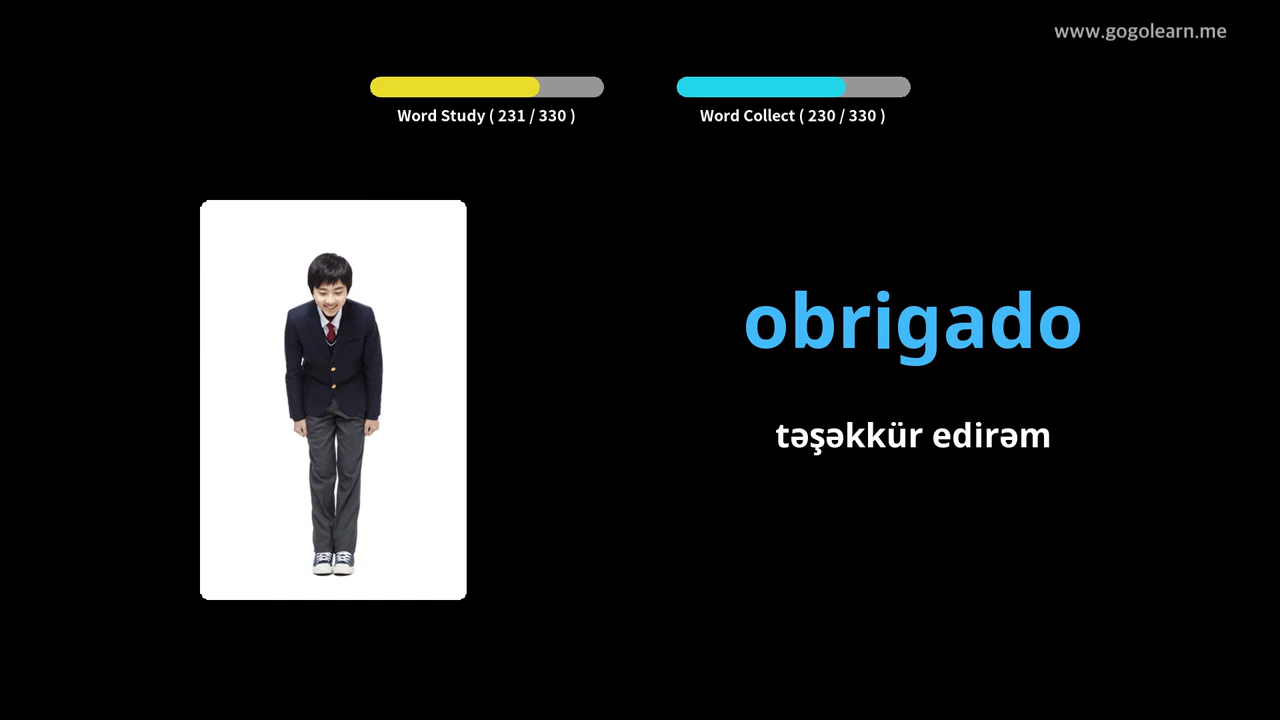 www.gogolearn.me
Word Study ( 231 / 330 )
Word Collect ( 230 / 330 )
obrigado
təşəkkür edirəm